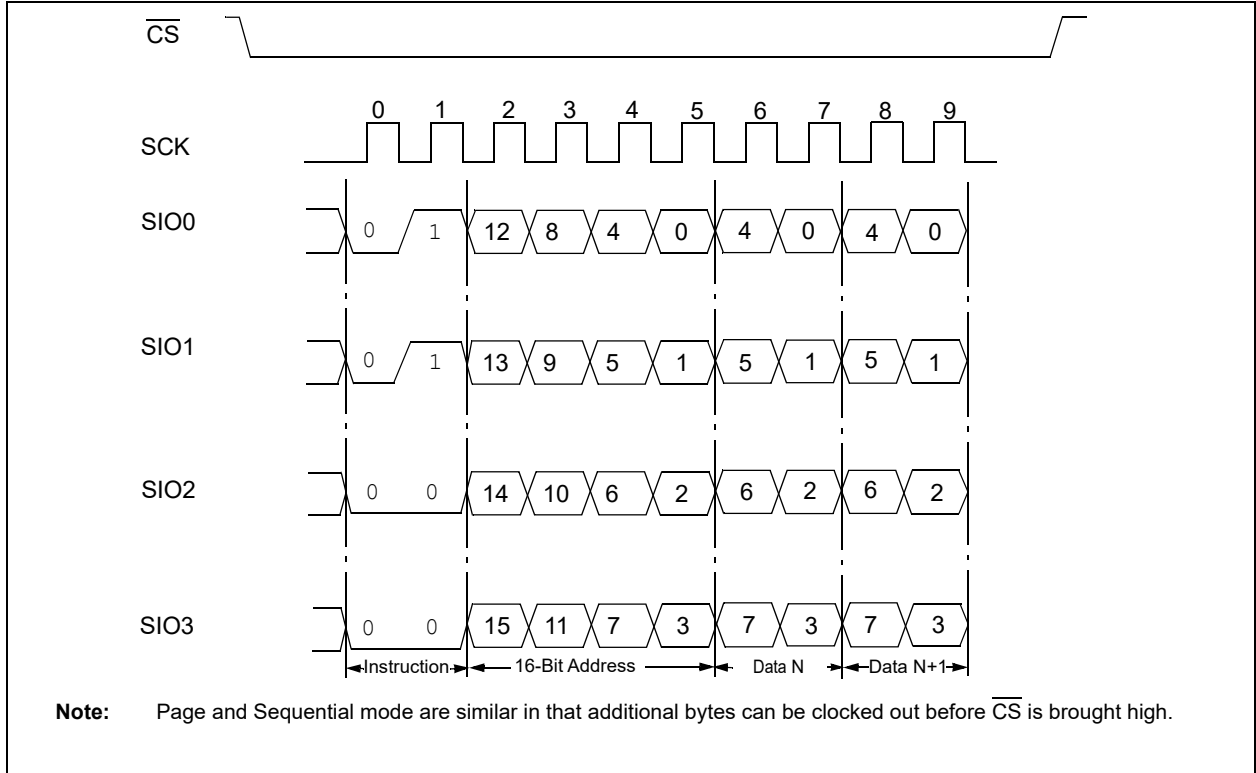 CS
0 1 2 3 4 5 6 7 8 9
SCK
SIO0 0 1 12 8 4 0 4 0 4 0
SIO1 0 1 13 9 5 1 5 1 5 1
SIO2 0 0 14 10 6 2 6 2 6 2
SIO3 0 0 15 11 7 3 7 3 7 3
Instruction 16-Bit Address Data N Data N+1
Note: Page and Sequential mode are similar in that additional bytes can be clocked out before CS is brought high.